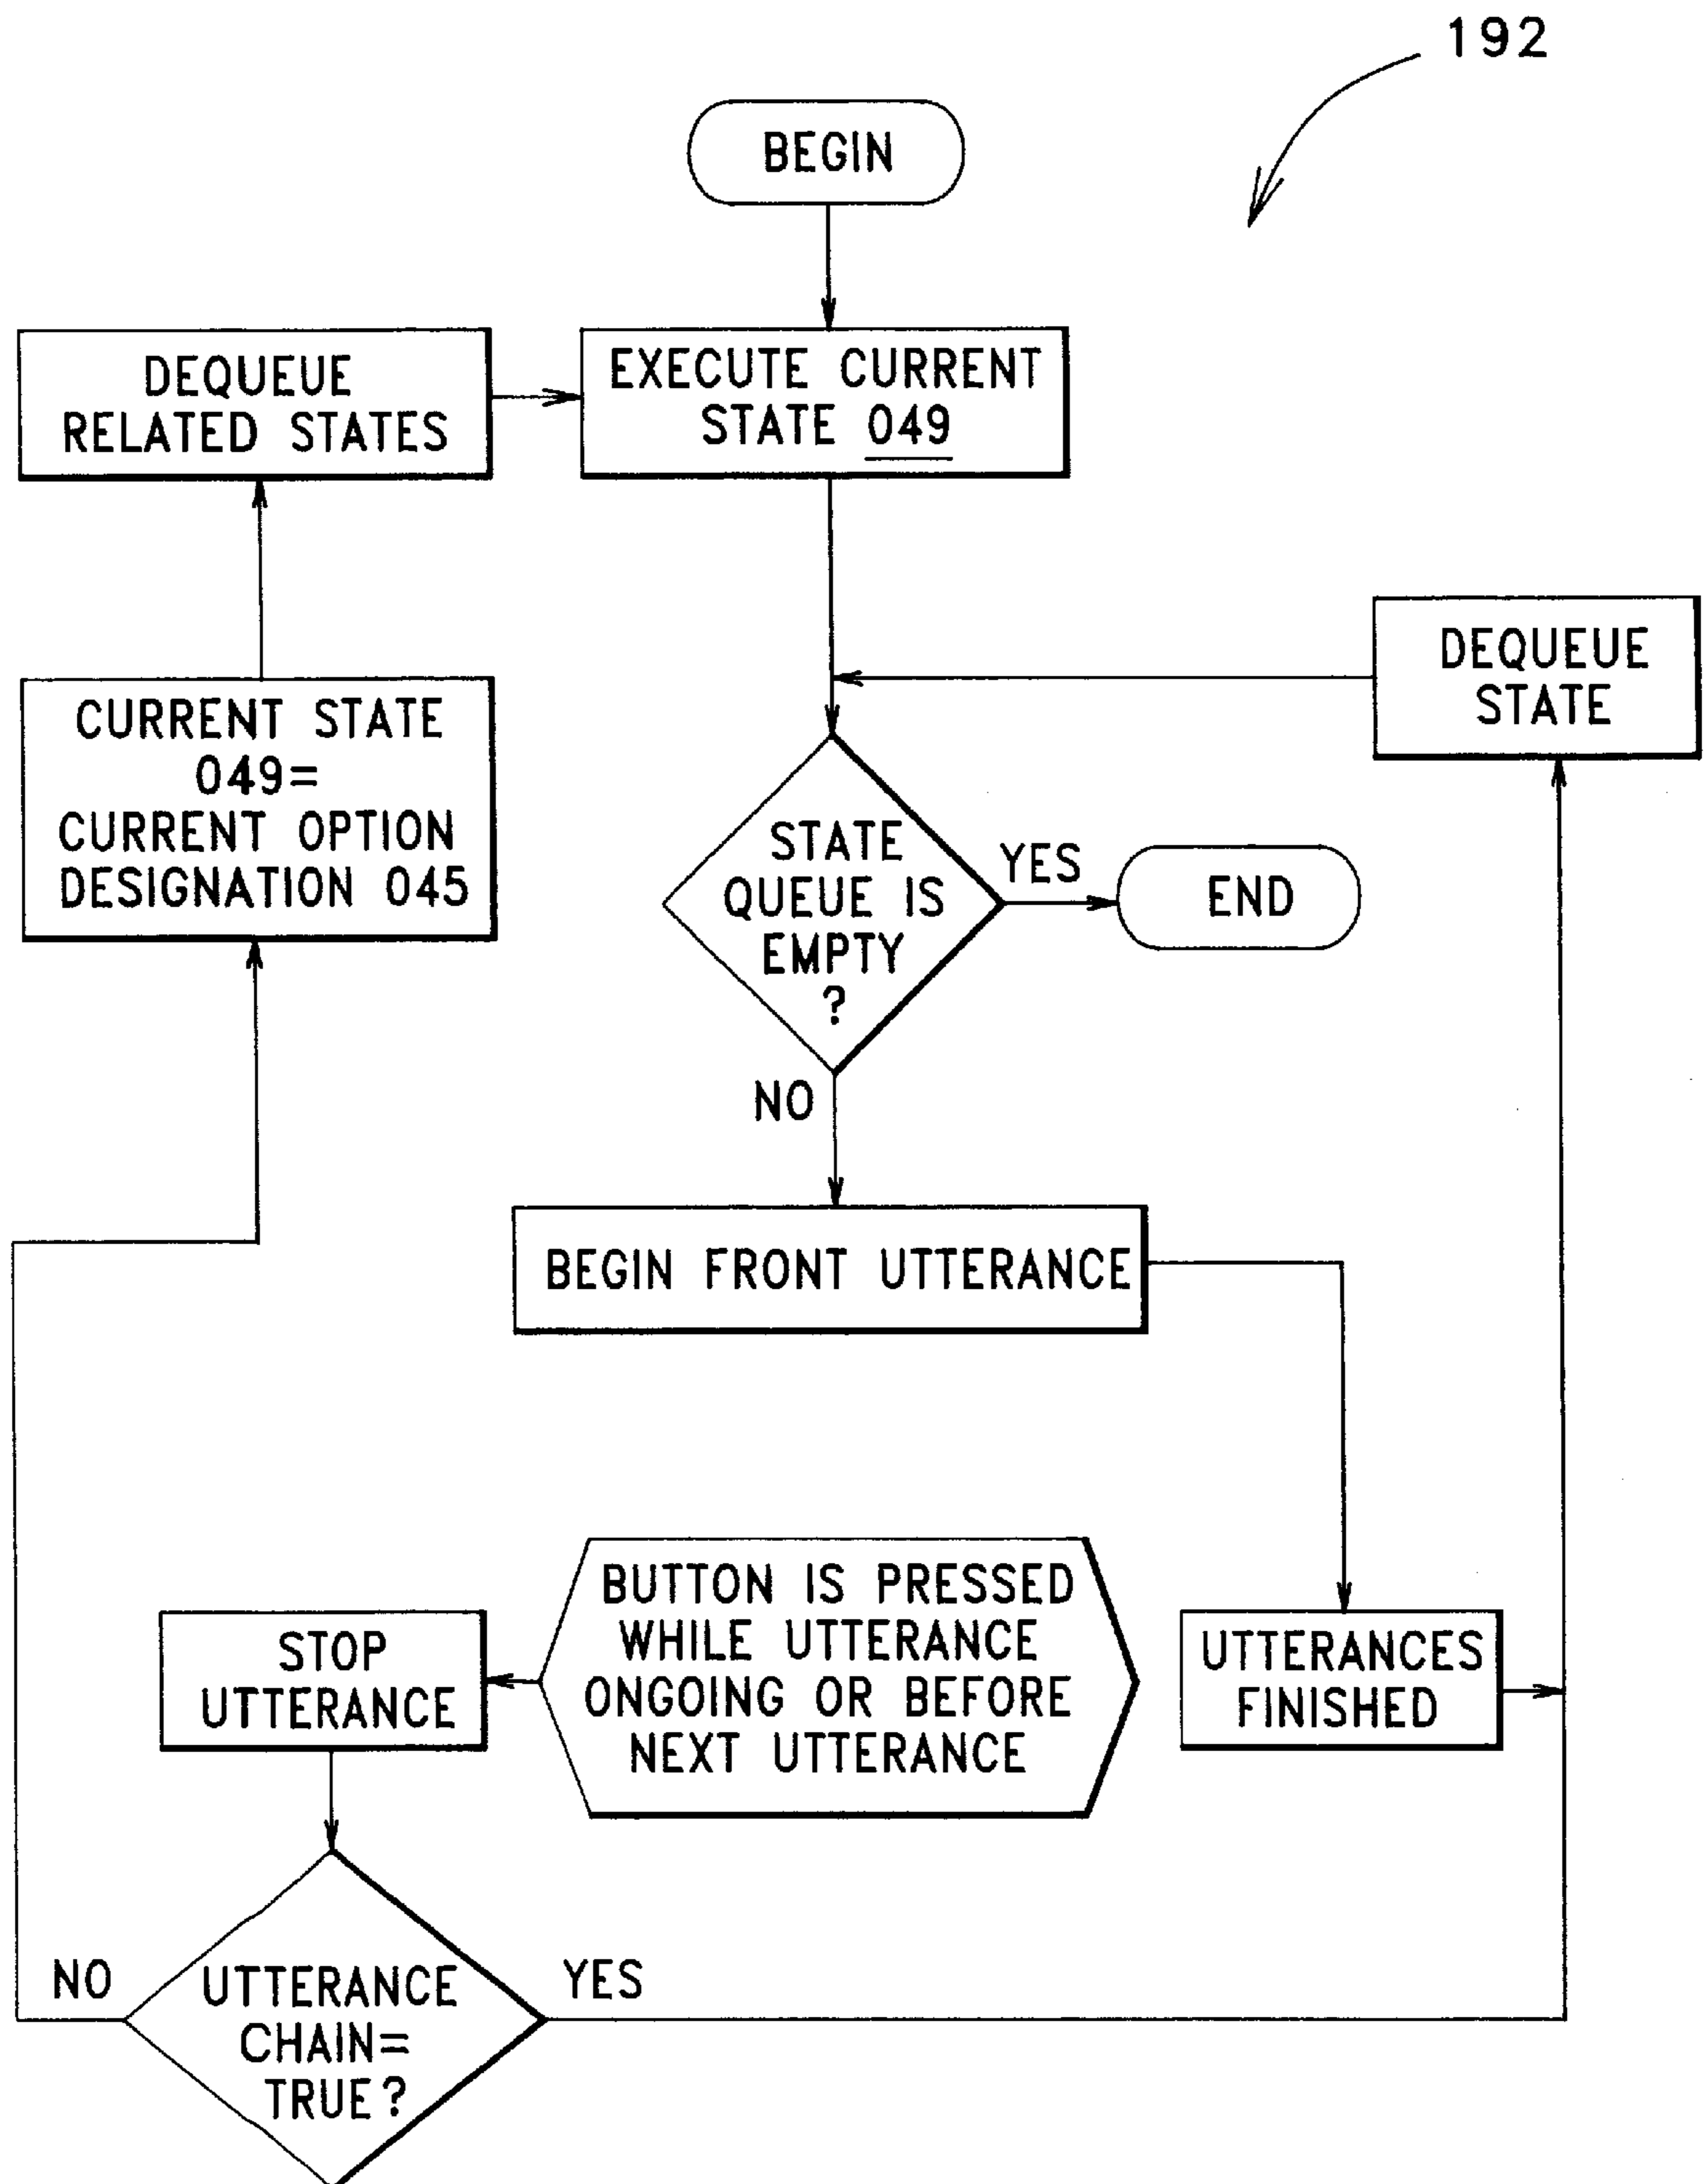 192
BEGIN
DEQUEUE
RELATED STATES
EXECUTE CURRENT
STATE 049
DEQUEUE
STATE
CURRENT STATE
049=
CURRENT OPTION
DESIGNATION 045
STATE
QUEUE IS
EMPTY
?
YES
END
NO
BEGIN FRONT UTTERANCE
BUTTON IS PRESSED
WHILE UTTERANCE
ONGOING OR BEFORE
NEXT UTTERANCE
STOP
UTTERANCE
UTTERANCES
FINISHED
NO
UTTERANCE
CHAIN=
TRUE?
YES